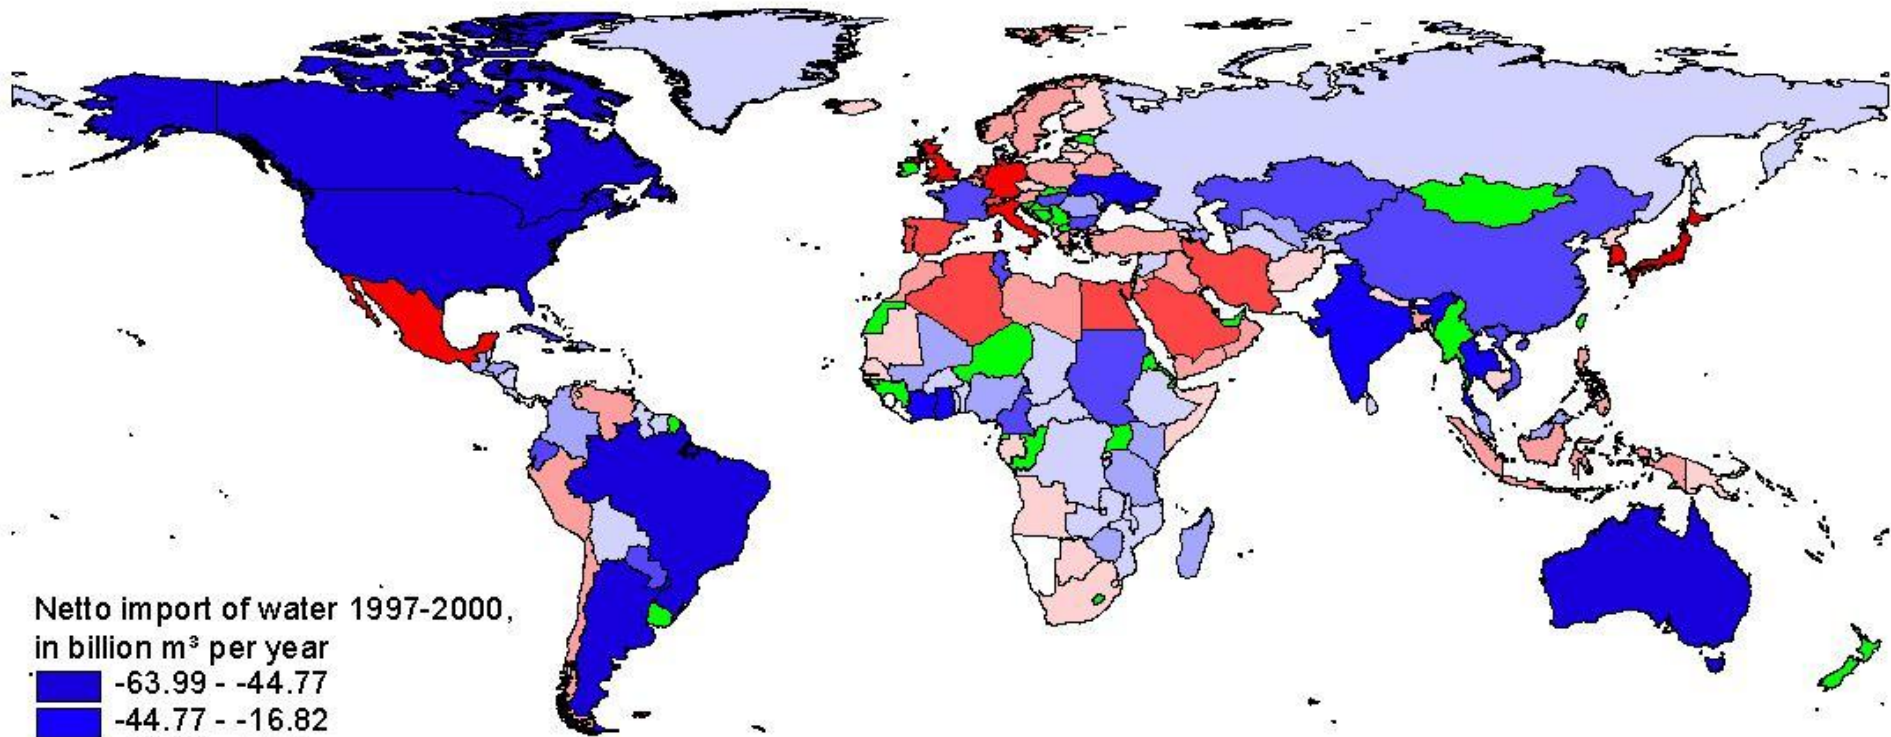 Netto import of water 1997-2000,
in billion m³ per year
-63.99 - -44.77
-44.77 - -16.82